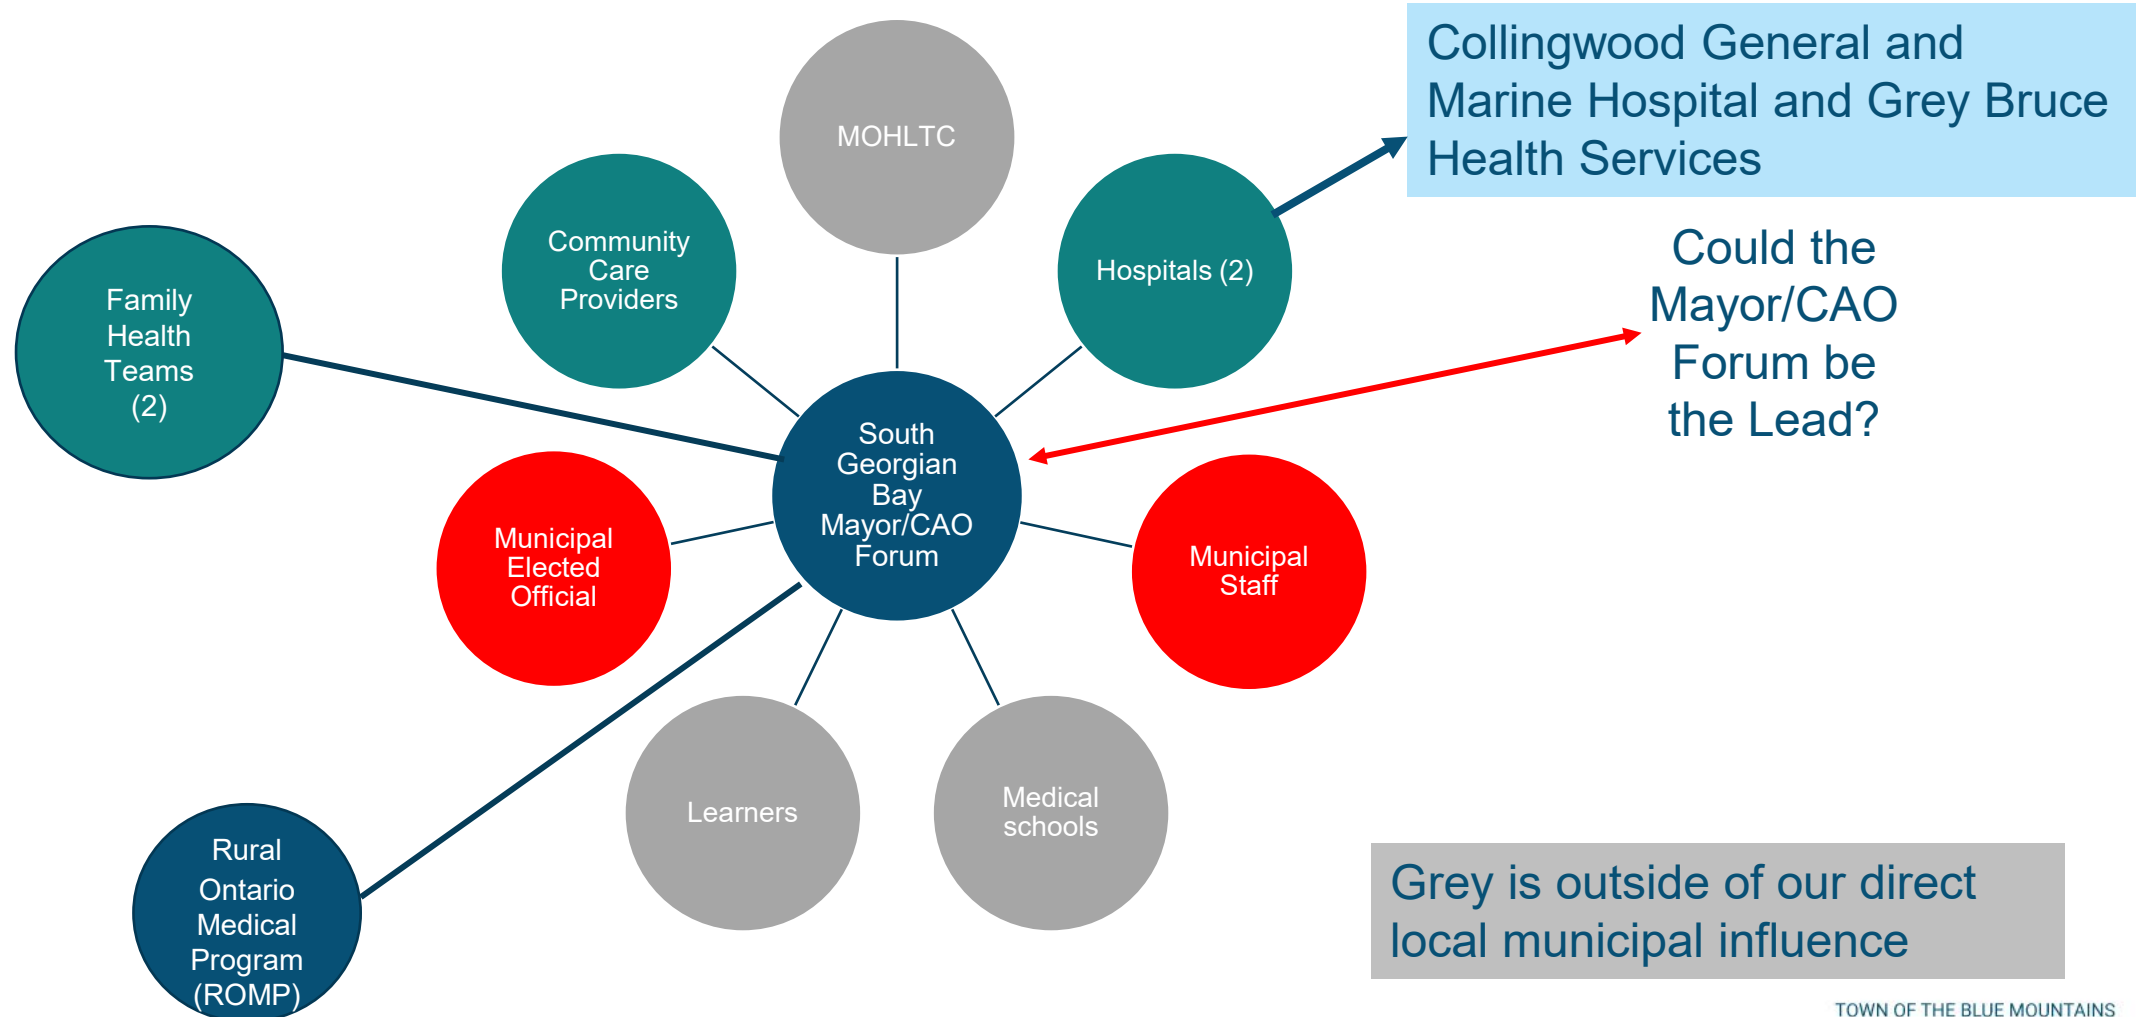 MOHLTC
Collingwood General and
Marine Hospital and Grey Bruce
Health Services
Community
Care
Providers
Hospitals (2)
Could the
Mayor/CAO
Forum be
the Lead?
Family
Health
Teams
(2)
South
Georgian
Bay
Mayor/CAO
Forum
Municipal
Elected
Official
Municipal
Staff
Learners
Medical
schools
Rural
Ontario
Medical
Program
(ROMP)
Grey is outside of our direct
local municipal influence
TOWN OF THE BLUE MOUNTAINS